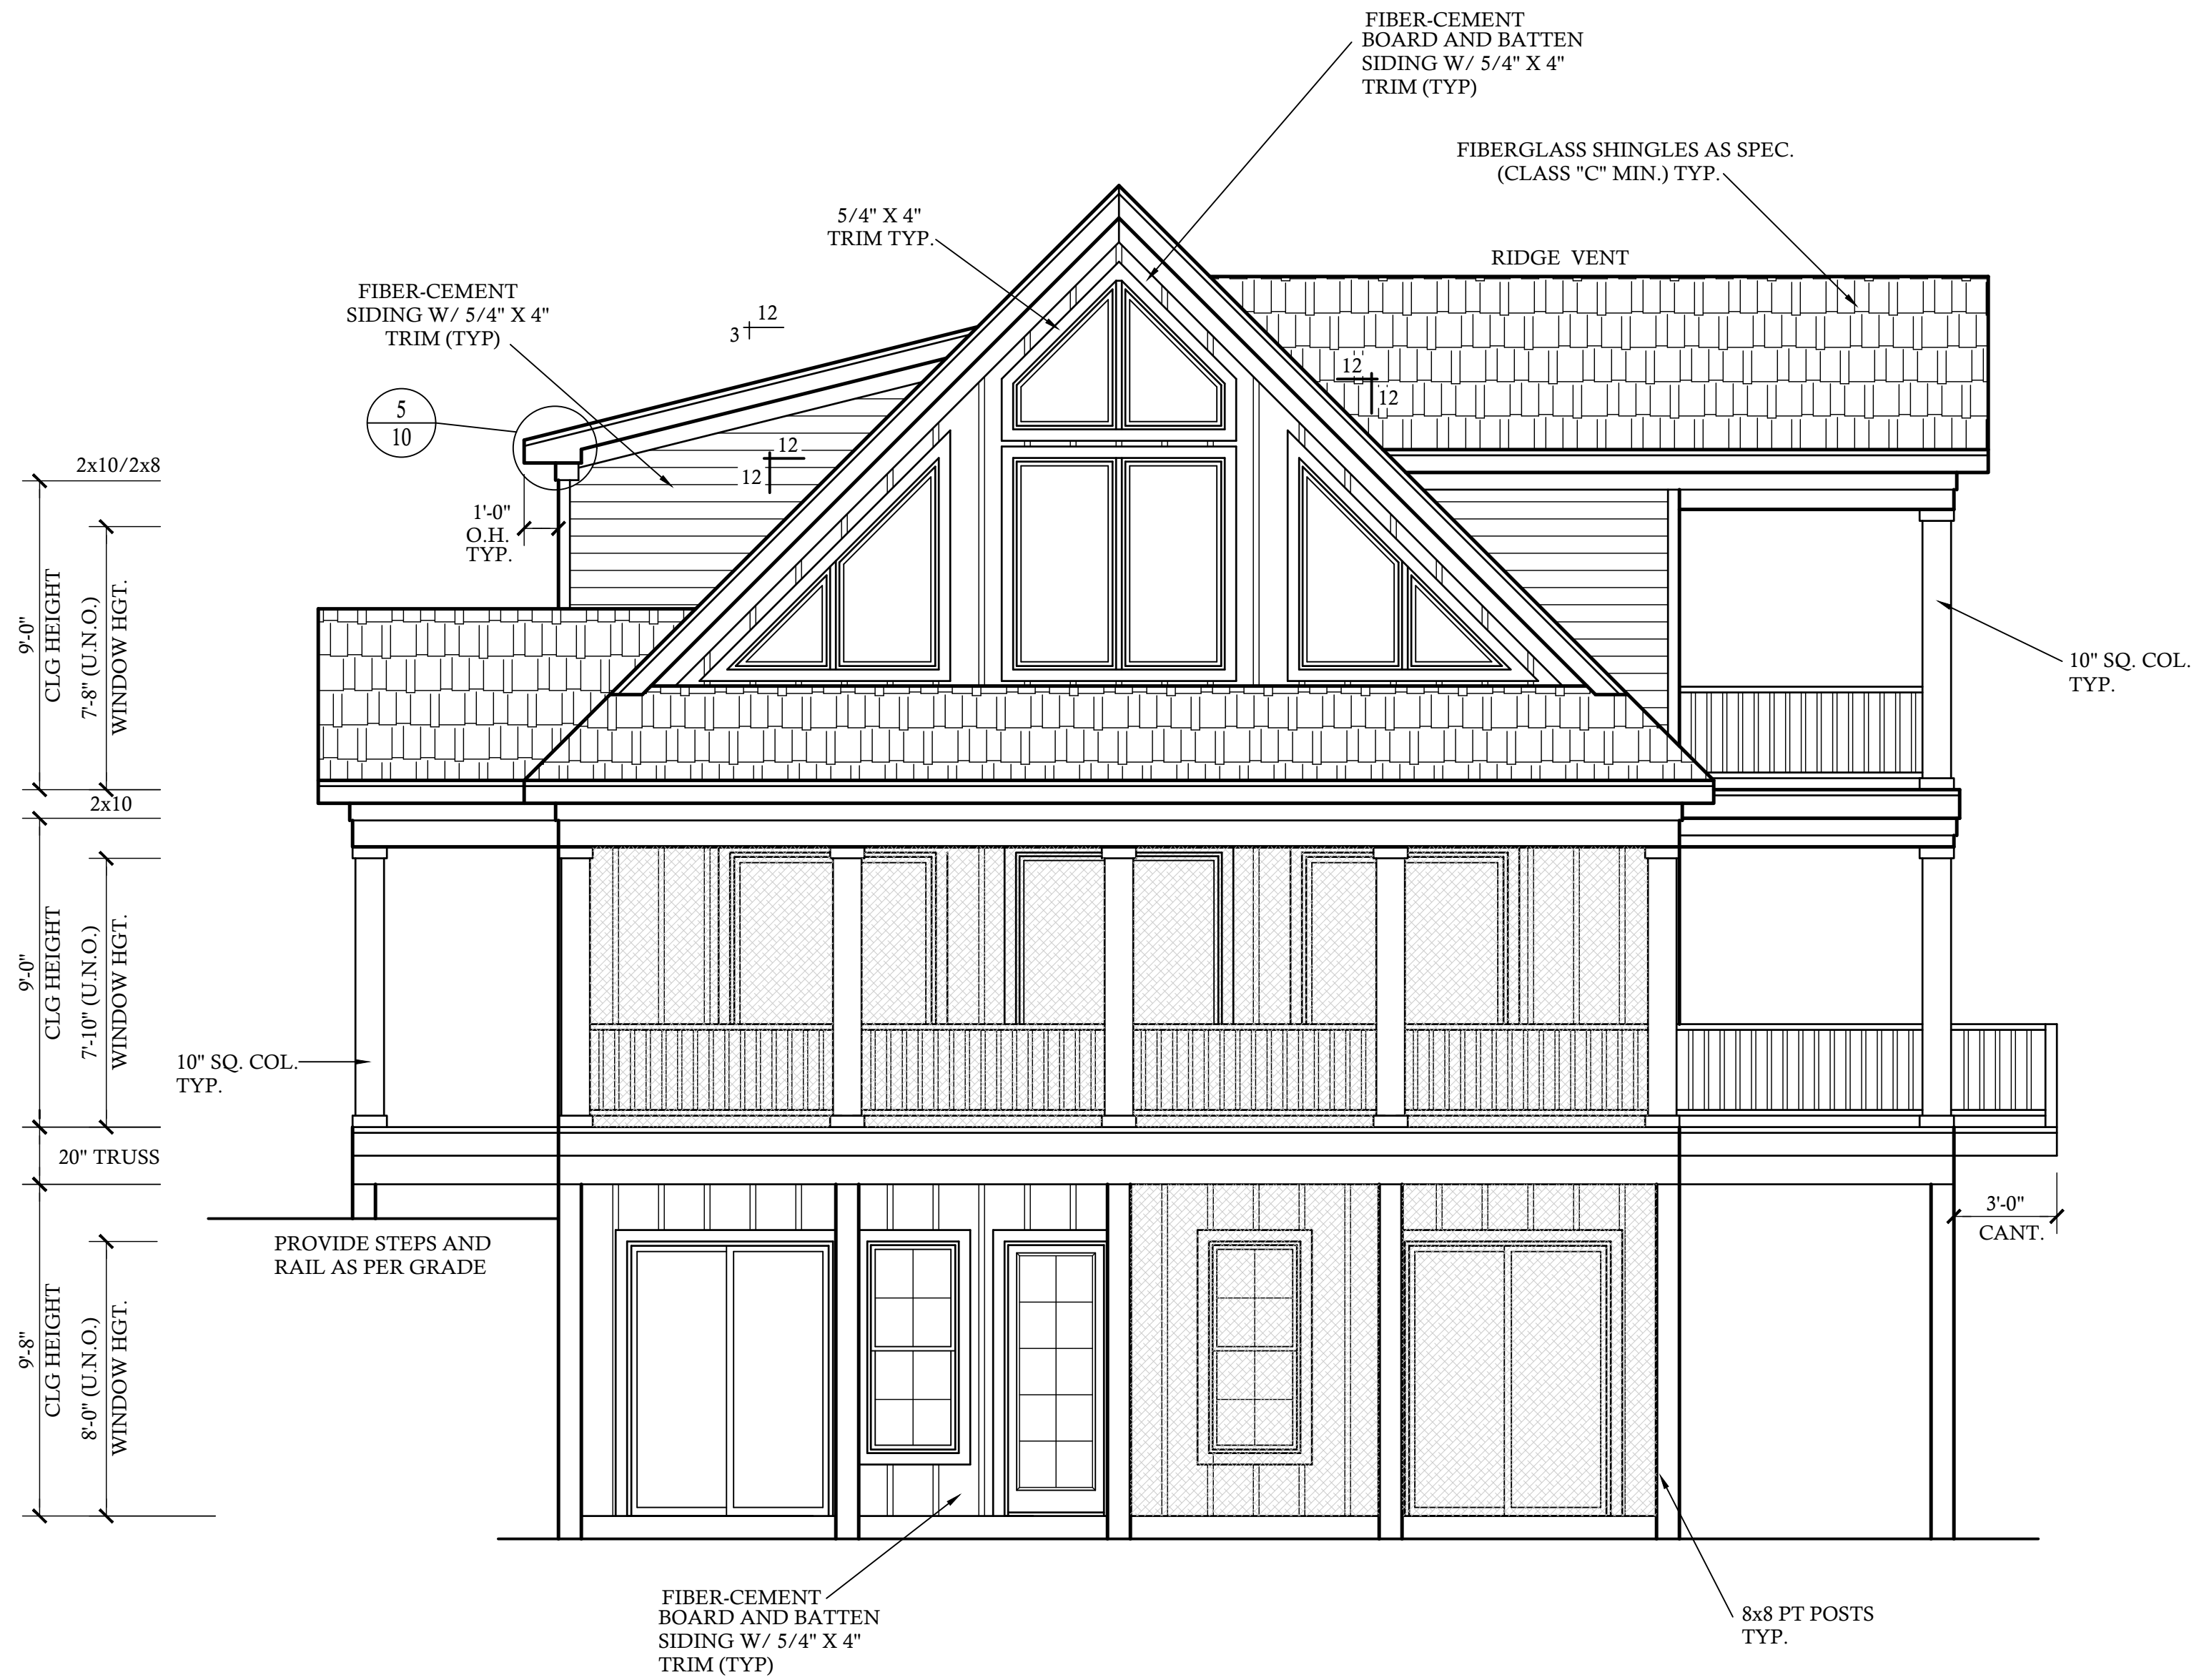 FIBER-CEMENT
BOARD AND BATTEN
SIDING W/ 5/4" X 4"
TRIM (TYP)
FIBERGLASS SHINGLES AS SPEC.
(CLASS "C" MIN.) TYP.
5/4" X 4"
TRIM TYP.
RIDGE VENT
FIBER-CEMENT
SIDING W/ 5/4" X 4"
TRIM (TYP)
12
3
12
12
5
10
12
12
2x10/2x8
1'-0"
O.H.
TYP.
9'-0"
CLG HEIGHT
7'-8" (U.N.O.)
WINDOW HGT.
10" SQ. COL.
TYP.
2x10
9'-0"
CLG HEIGHT
7'-10" (U.N.O.)
WINDOW HGT.
10" SQ. COL.
TYP.
20" TRUSS
3'-0"
CANT.
PROVIDE STEPS AND
RAIL AS PER GRADE
9'-8"
CLG HEIGHT
8'-0" (U.N.O.)
WINDOW HGT.
FIBER-CEMENT
BOARD AND BATTEN
SIDING W/ 5/4" X 4"
TRIM (TYP)
8x8 PT POSTS
TYP.